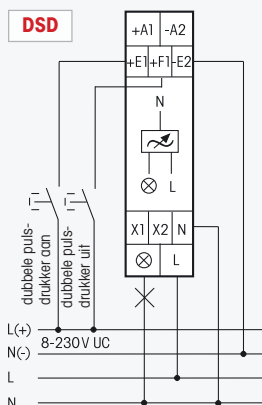 DSD
+A1 -A2
+E1 +F1 -E2
N
L
X1 X2 N
L
dubbele puls-
drukker aan
dubbele puls-
drukker uit
L(+)
8-230V UC
N(-)
L
N